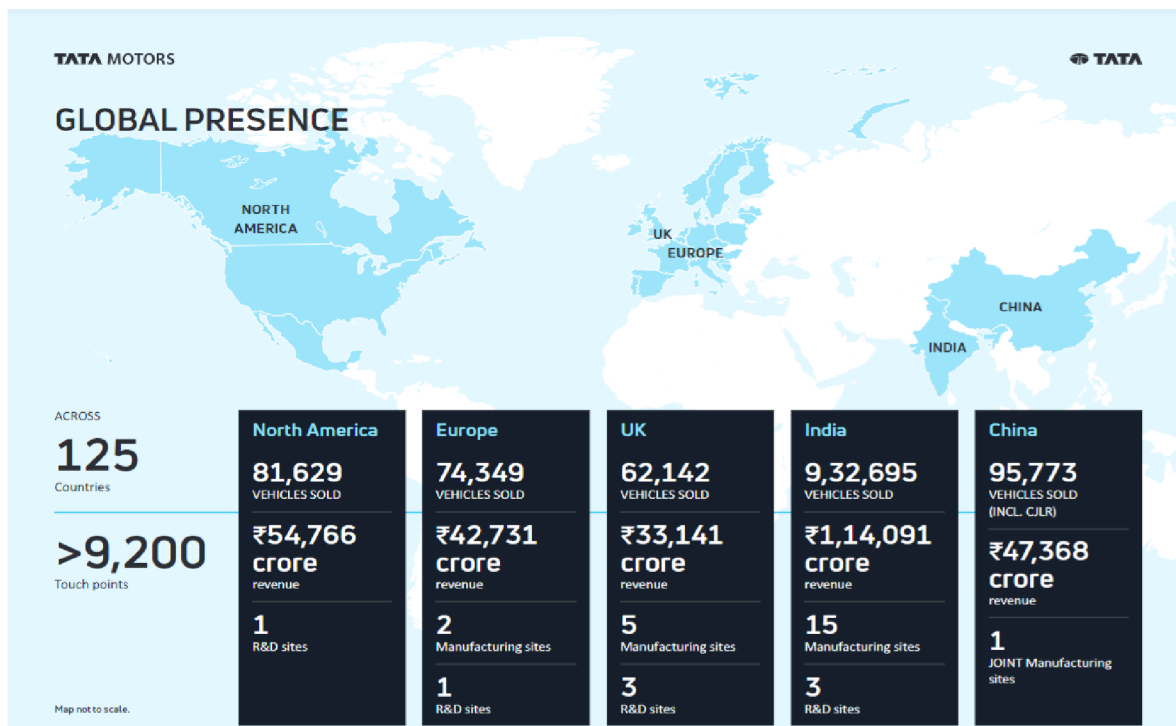 TATA MOTORS
TATA
GLOBAL PRESENCE
NORTH
AMERICA
UK
EUROPE
CHINA
INDIA
ACROSS
125
Countries
>9,200
Touch points
Map not to scale.
North America
81,629
VEHICLES SOLD
₹54,766
crore
revenue
1
R&D sites
Europe
74,349
VEHICLES SOLD
₹42,731
crore
revenue
2
Manufacturing sites
1
R&D sites
UK
62,142
VEHICLES SOLD
₹33,141
crore
revenue
5
Manufacturing sites
3
R&D sites
India
9,32,695
VEHICLES SOLD
₹1,14,091
crore
revenue
15
Manufacturing sites
3
R&D sites
China
95,773
VEHICLES SOLD
(INCL. CJLR)
₹47,368
crore
revenue
1
JOINT Manufacturing
sites